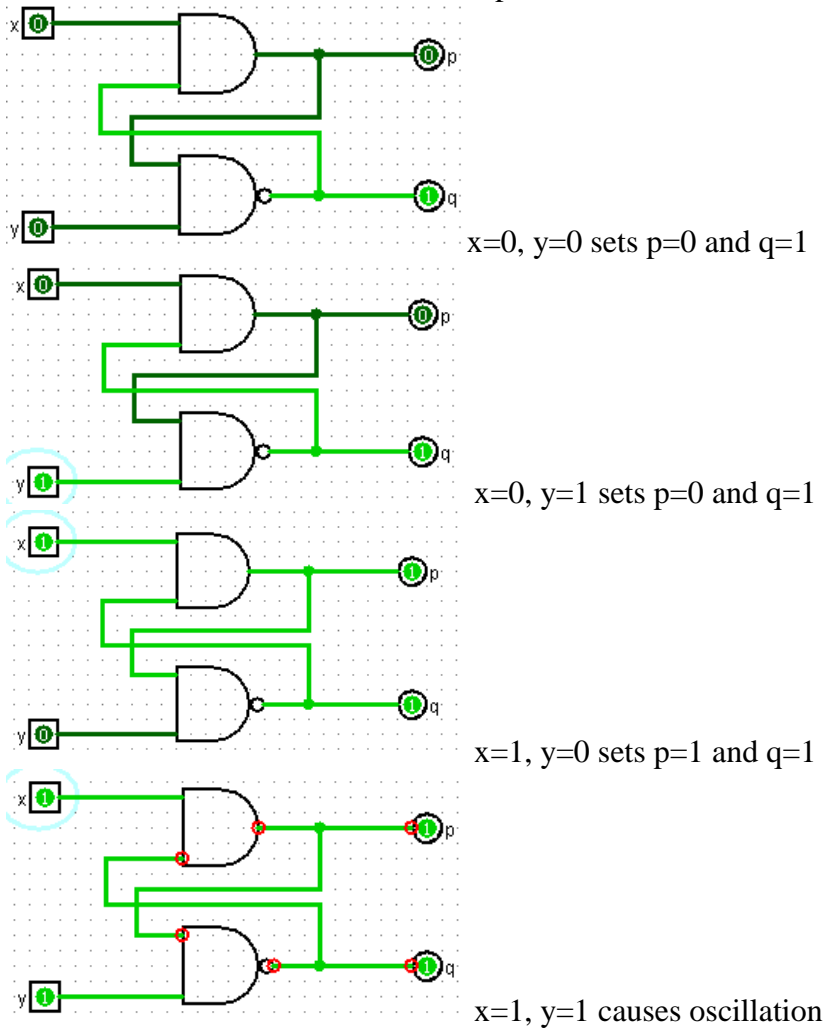 x 0
0 p
1 q
y 0
x=0, y=0 sets p=0 and q=1
x 0
0 p
1 q
y 1
x=0, y=1 sets p=0 and q=1
x 1
1 p
1 q
y 0
x=1, y=0 sets p=1 and q=1
x 1
1 p
1 q
y 1
x=1, y=1 causes oscillation